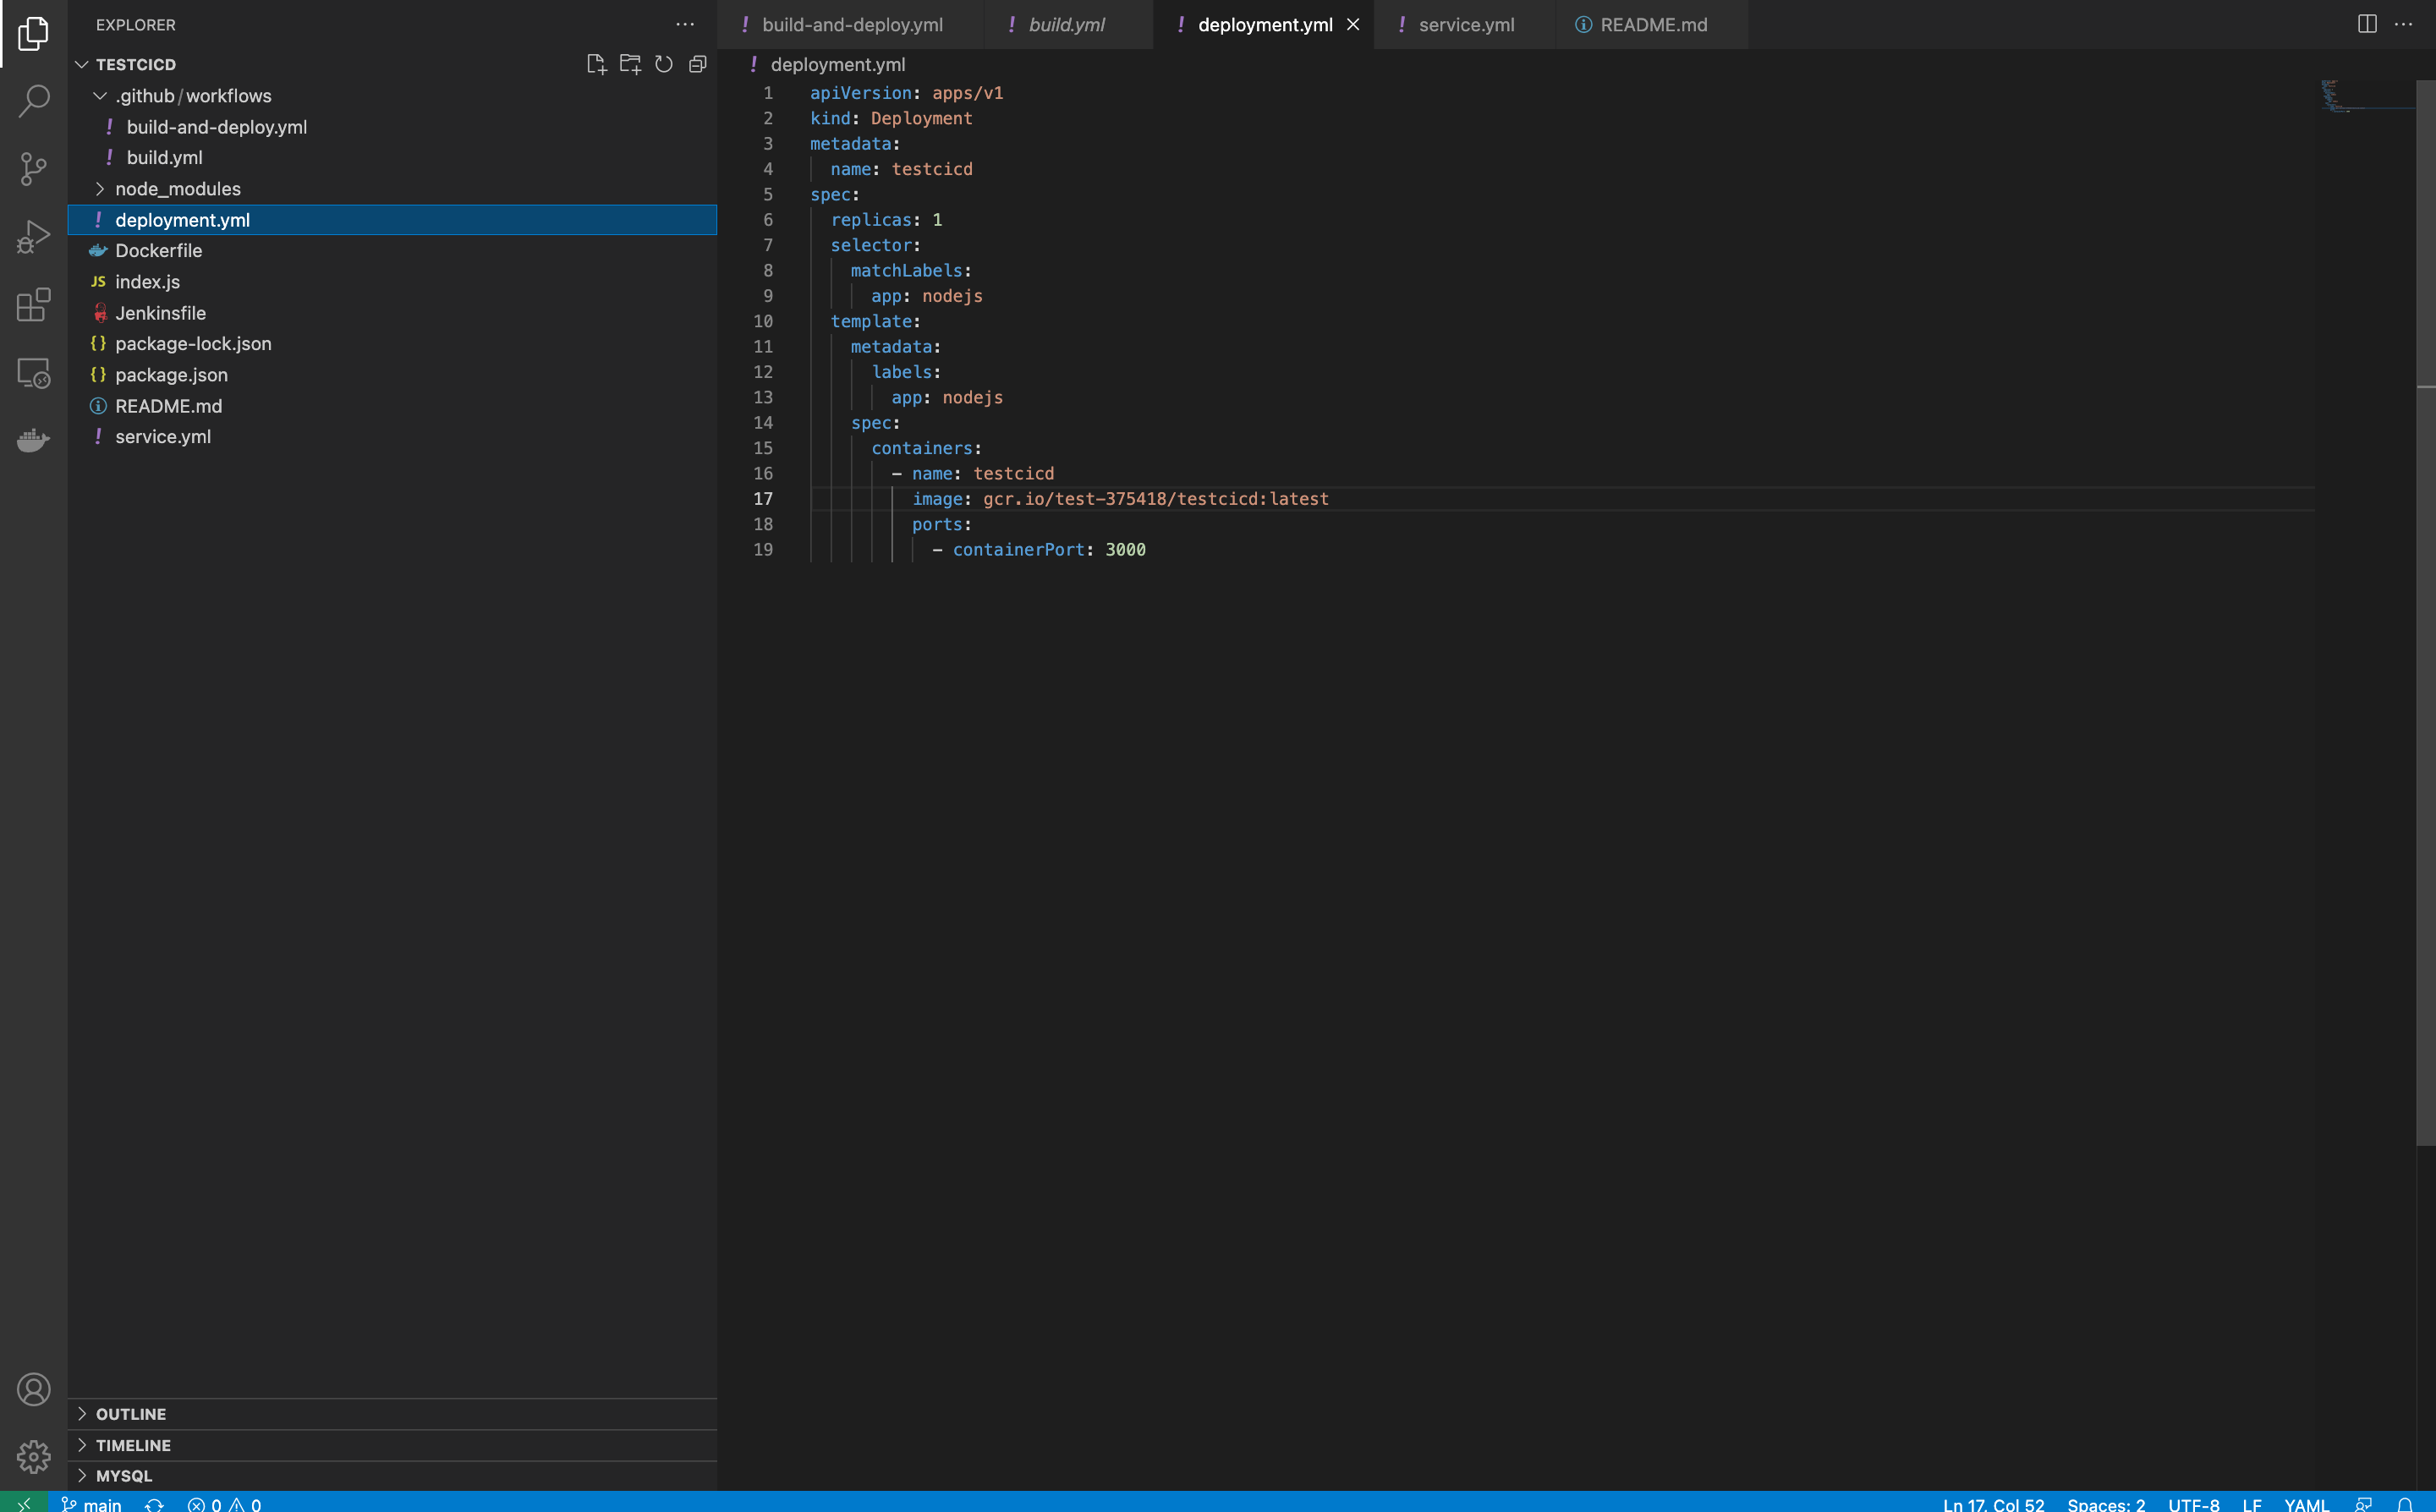 EXPLORER
TESTCICD
.github/workflows
build-and-deploy.yml
build.yml
node_modules
deployment.yml
Dockerfile
JS index.js
Jenkinsfile
{} package-lock.json
{} package.json
README.md
service.yml
OUTLINE
TIMELINE
MYSQL
! build-and-deploy.yml ! build.yml ! deployment.yml ! service.yml README.md
! deployment.yml
1 apiVersion: apps/v1
2 kind: Deployment
3 metadata:
4 name: testcicd
5 spec:
6 replicas: 1
7 selector:
8 matchLabels:
9 app: nodejs
10 template:
11 metadata:
12 labels:
13 app: nodejs
14 spec:
15 containers:
16 - name: testcicd
17 image: gcr.io/test-375418/testcicd:latest
18 ports:
19 - containerPort: 3000
main 0 0 Ln 17, Col 52 Spaces: 2 UTF-8 LF YAML